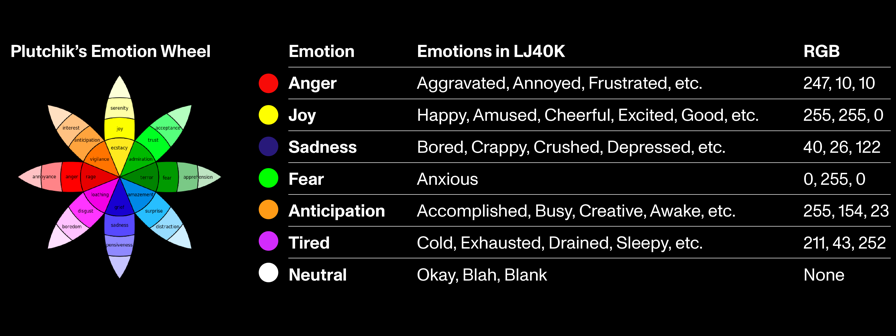 Plutchik's Emotion Wheel
serenity
interest
acceptance
joy
anticipation
trust
ecstasy
vigilance
admiration
annoyance
anger
rage
terror
fear
apprehension
loathing
amazement
grief
disgust
surprise
boredom
sadness
distraction
pensiveness
Emotion Emotions in LJ40K RGB
Anger Aggravated, Annoyed, Frustrated, etc. 247, 10, 10
Joy Happy, Amused, Cheerful, Excited, Good, etc. 255, 255, 0
Sadness Bored, Crappy, Crushed, Depressed, etc. 40, 26, 122
Fear Anxious 0, 255, 0
Anticipation Accomplished, Busy, Creative, Awake, etc. 255, 154, 23
Tired Cold, Exhausted, Drained, Sleepy, etc. 211, 43, 252
Neutral Okay, Blah, Blank None